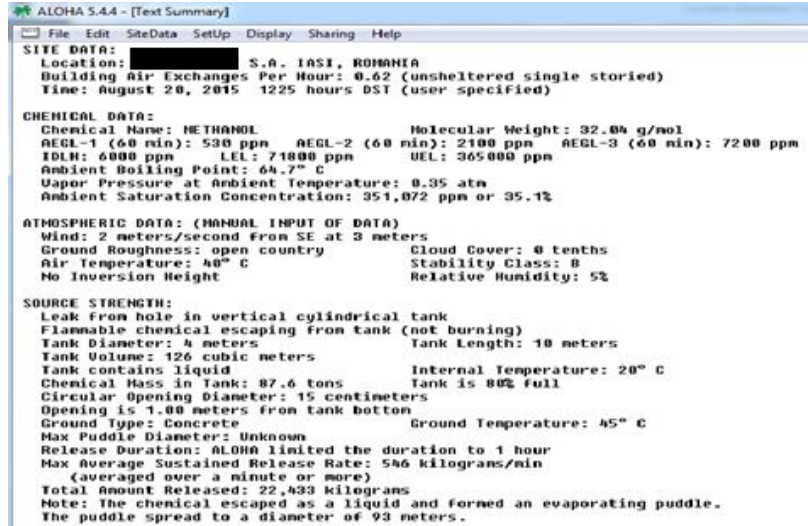 ALOHA 5.4.4 - [Text Summary]
File Edit SiteData SetUp Display Sharing Help
SITE DATA:
Location: S.A. IASI, ROMANIA
Building Air Exchanges Per Hour: 0.62 (unsheltered single storied)
Time: August 20, 2015 1225 hours DST (user specified)
CHEMICAL DATA:
Chemical Name: METHANOL Molecular Weight: 32.04 g/mol
AEGL-1 (60 min): 530 ppm AEGL-2 (60 min): 2100 ppm AEGL-3 (60 min): 7200 ppm
IDLH: 6000 ppm LEL: 71800 ppm UEL: 365000 ppm
Ambient Boiling Point: 64.7° C
Vapor Pressure at Ambient Temperature: 0.35 atm
Ambient Saturation Concentration: 351,072 ppm or 35.1%
ATMOSPHERIC DATA: (MANUAL INPUT OF DATA)
Wind: 2 meters/second from SE at 3 meters
Ground Roughness: open country Cloud Cover: 0 tenths
Air Temperature: 40° C Stability Class: B
No Inversion Height Relative Humidity: 5%
SOURCE STRENGTH:
Leak from hole in vertical cylindrical tank
Flammable chemical escaping from tank (not burning)
Tank Diameter: 4 meters Tank Length: 10 meters
Tank Volume: 126 cubic meters
Tank contains liquid Internal Temperature: 20° C
Chemical Mass in Tank: 87.6 tons Tank is 80% full
Circular Opening Diameter: 15 centimeters
Opening is 1.00 meters from tank bottom
Ground Type: Concrete Ground Temperature: 45° C
Max Puddle Diameter: Unknown
Release Duration: ALOHA limited the duration to 1 hour
Max Average Sustained Release Rate: 546 kilograms/min
(averaged over a minute or more)
Total Amount Released: 22,433 kilograms
Note: The chemical escaped as a liquid and formed an evaporating puddle.
The puddle spread to a diameter of 93 meters.